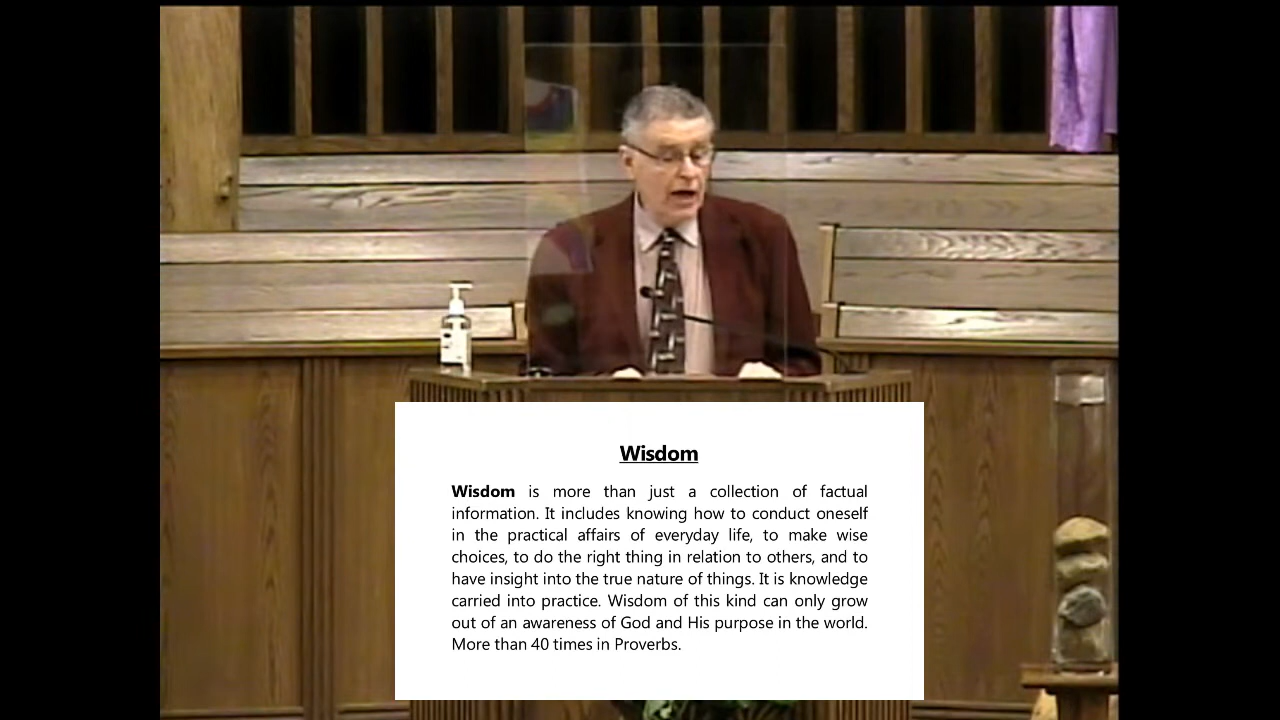 Wisdom
Wisdom is more than just a collection of factual
information. It includes knowing how to conduct oneself
in the practical affairs of everyday life, to make wise
choices, to do the right thing in relation to others, and to
have insight into the true nature of things. It is knowledge
carried into practice. Wisdom of this kind can only grow
out of an awareness of God and His purpose in the world.
More than 40 times in Proverbs.